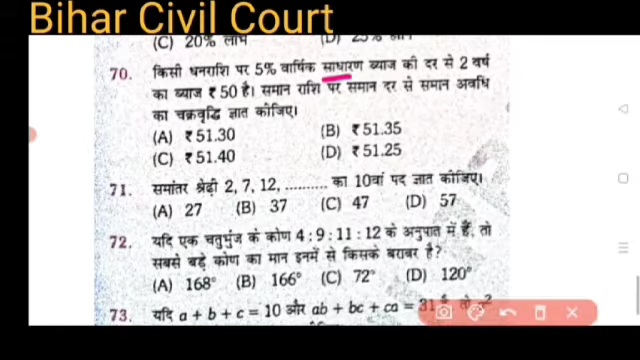 Bihar Civil Court
(C) 20% लाभ (D) 25%
70. किसी धनराशि पर 5% वार्षिक साधारण ब्याज की दर से 2 वर्ष
का ब्याज ₹ 50 है। समान राशि पर समान दर से समान अवधि
का चक्रवृद्धि ज्ञात कीजिए।
(A) ₹ 51.30 (B) ₹ 51.35
(C) ₹ 51.40 (D) ₹ 51.25
71. समांतर श्रेढ़ी 2, 7, 12, .......... का 10वां पद ज्ञात कीजिए।
(A) 27 (B) 37 (C) 47 (D) 57
72. यदि एक चतुर्भुज के कोण 4 : 9 : 11 : 12 के अनुपात में हैं, तो
सबसे बड़े कोण का मान इनमें से किसके बराबर है?
(A) 168° (B) 166° (C) 72° (D) 120°
73. यदि a + b + c = 10 और ab + bc + ca = 31